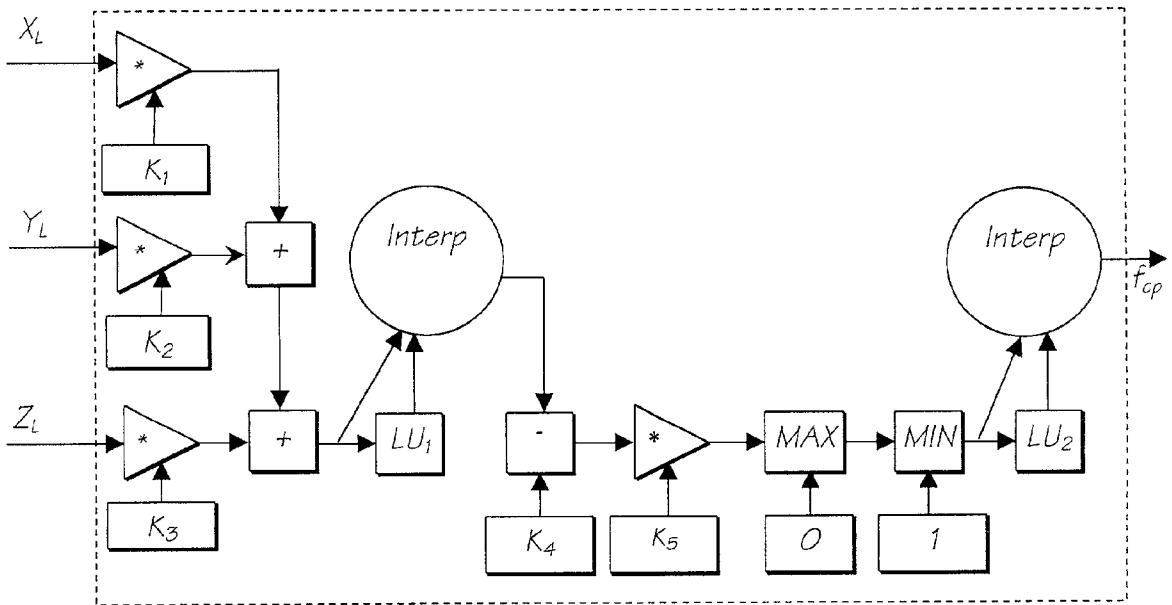 X_L
*
K_1
Y_L
*
+
Interp
Interp
f_cp
K_2
Z_L
*
+
LU_1
-
*
MAX
MIN
LU_2
K_3
K_4
K_5
0
1